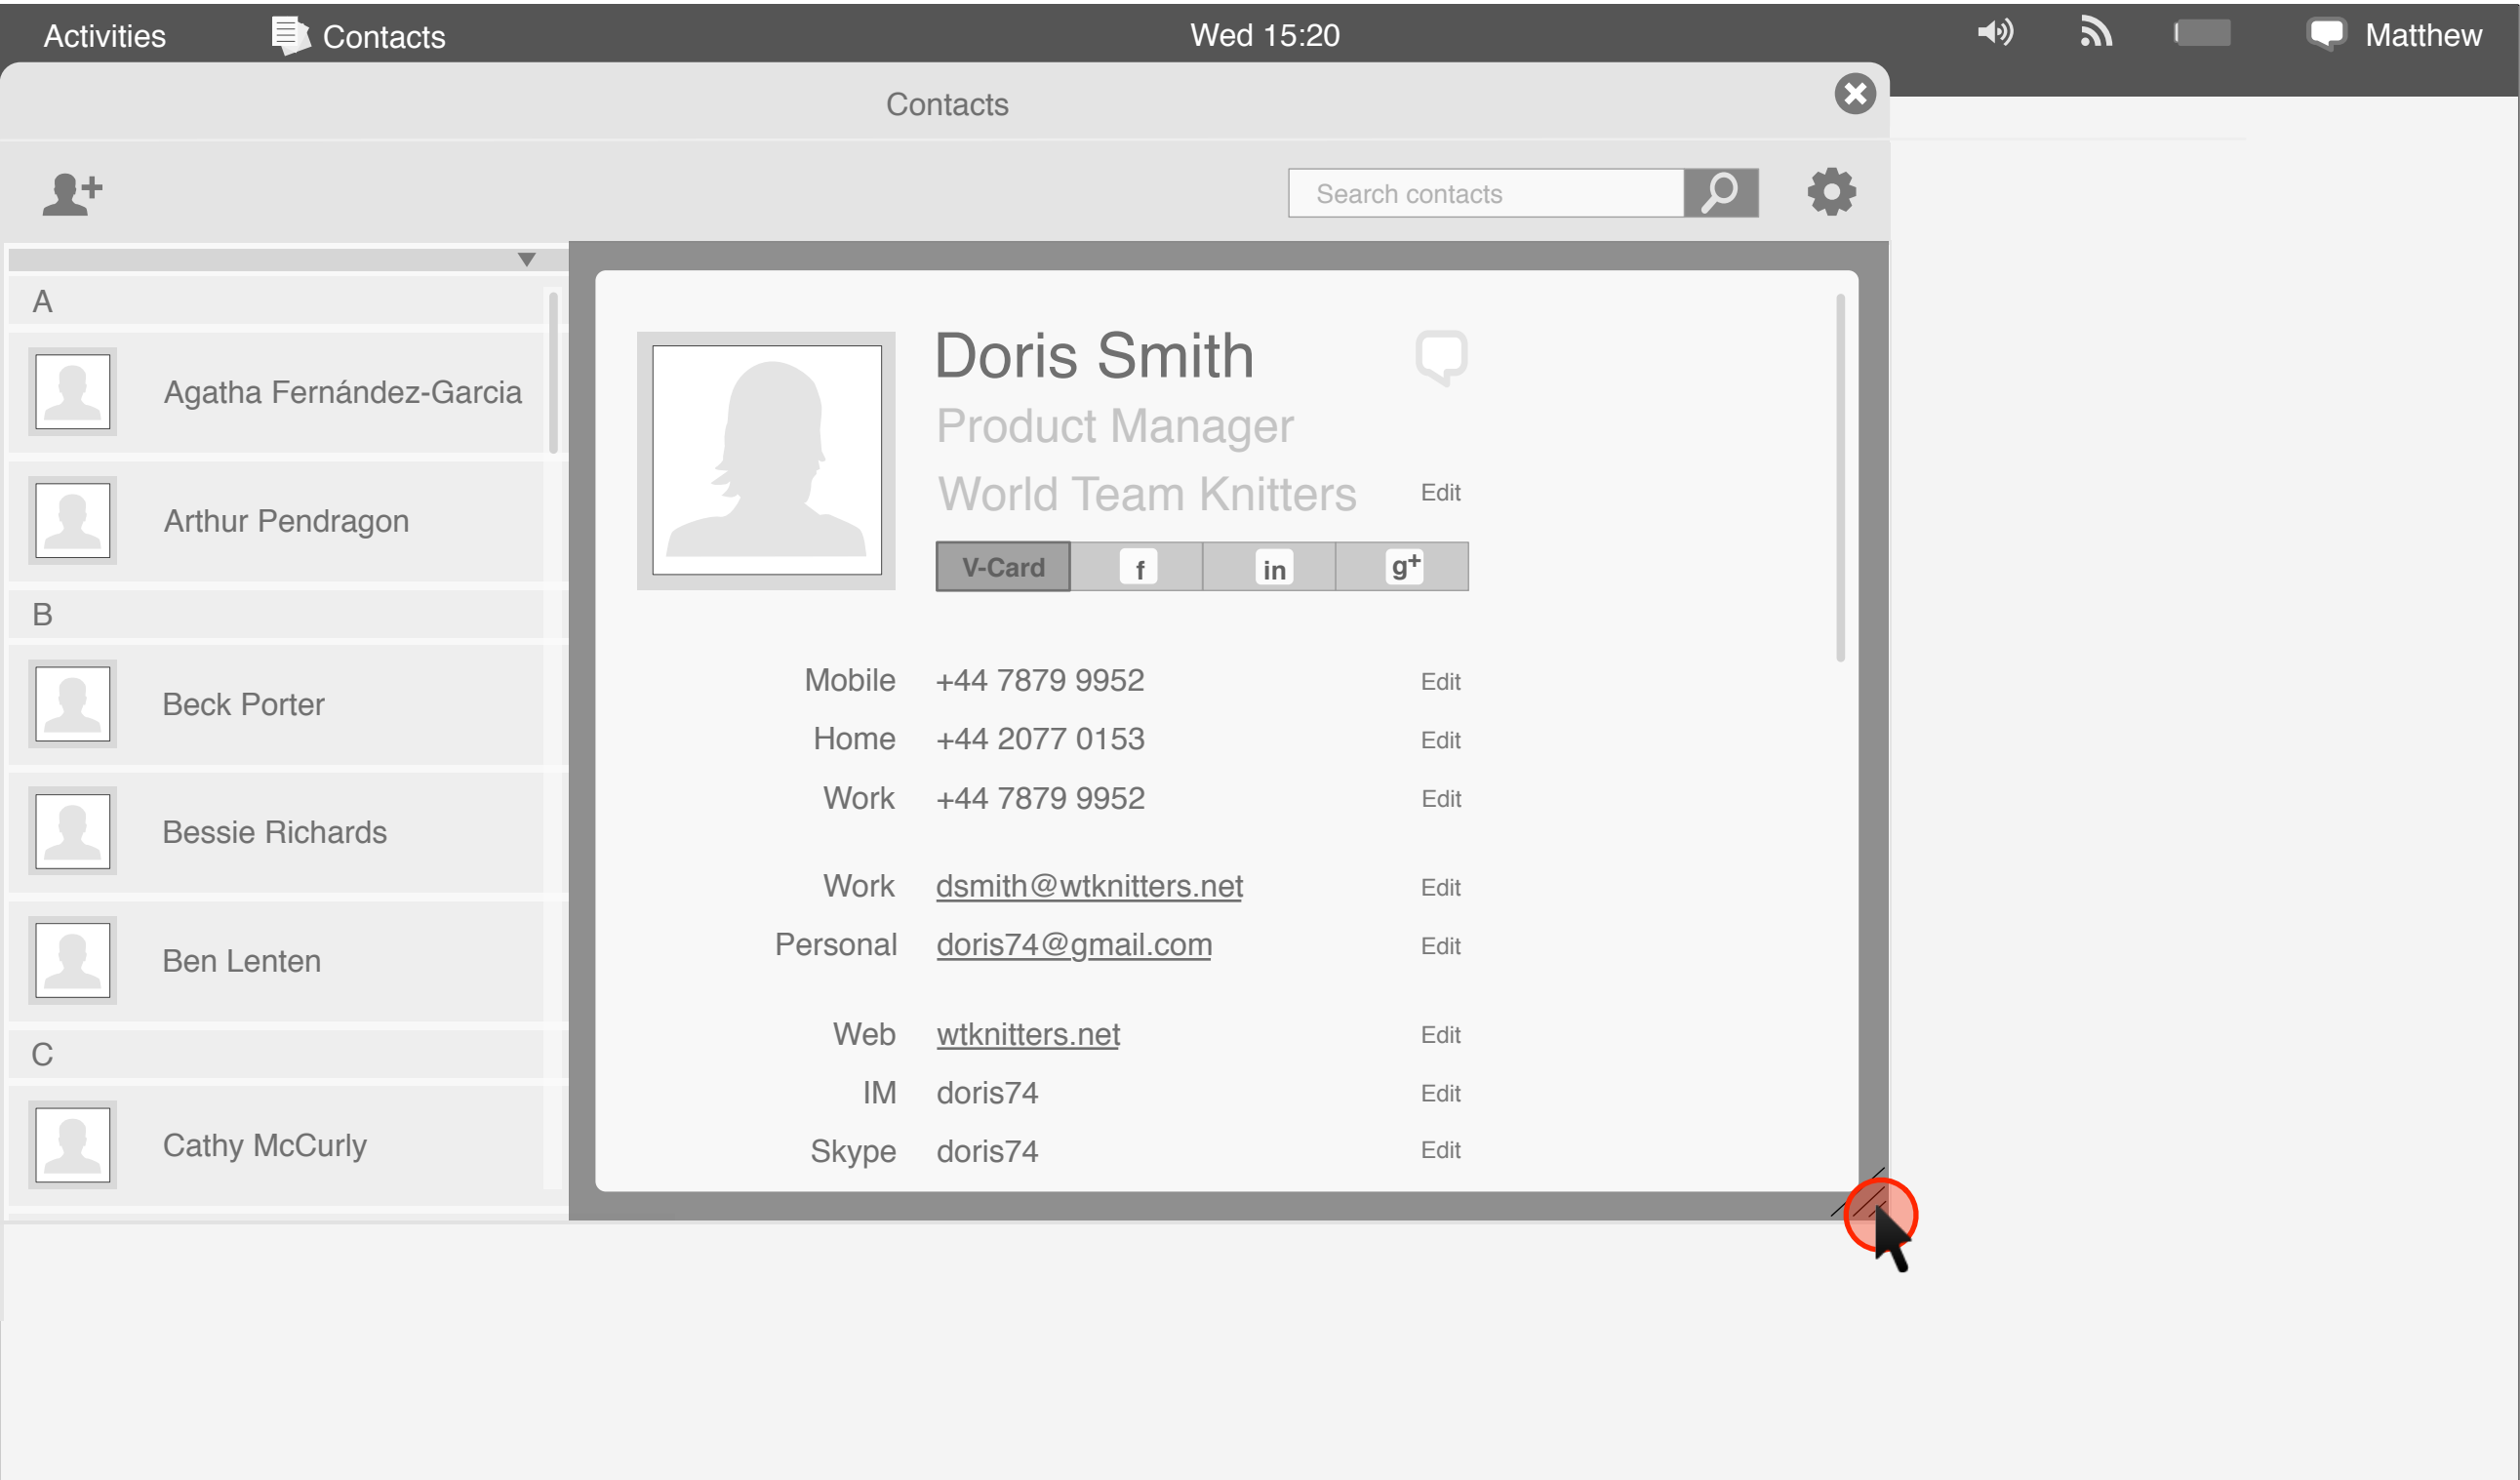 Activities Contacts Wed 15:20 Matthew
Contacts
Search contacts
A
Agatha Fernández-Garcia
Arthur Pendragon
B
Beck Porter
Bessie Richards
Ben Lenten
C
Cathy McCurly
Doris Smith
Product Manager
World Team Knitters Edit
V-Card f in g+
Mobile +44 7879 9952 Edit
Home +44 2077 0153 Edit
Work +44 7879 9952 Edit
Work dsmith@wtknitters.net Edit
Personal doris74@gmail.com Edit
Web wtknitters.net Edit
IM doris74 Edit
Skype doris74 Edit